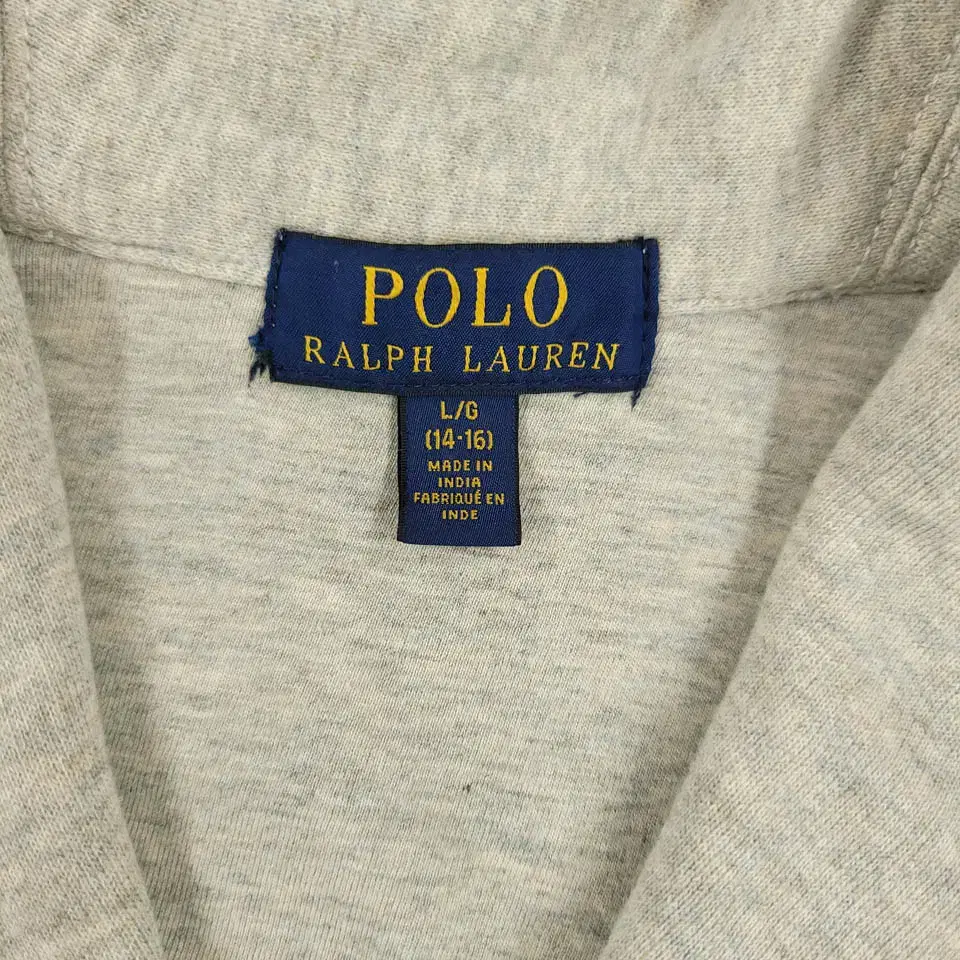 POLO
RALPH LAUREN
L/G
(14-16)
MADE IN
INDIA
FABRIQUÉ EN
INDE